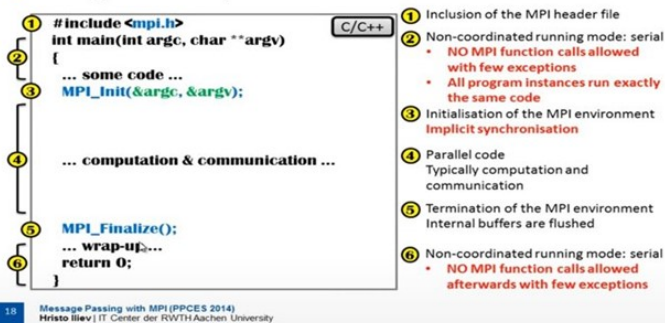 1 #include <mpi.h>
C/C++
int main(int argc, char **argv)
2 {
... some code ...
3 MPI_Init(&argc, &argv);
4 ... computation & communication ...
5 MPI_Finalize();
... wrap-up...
6 return 0;
}
1 Inclusion of the MPI header file
2 Non-coordinated running mode: serial
• NO MPI function calls allowed
with few exceptions
• All program instances run exactly
the same code
3 Initialisation of the MPI environment
Implicit synchronisation
4 Parallel code
Typically computation and
communication
5 Termination of the MPI environment
Internal buffers are flushed
6 Non-coordinated running mode: serial
• NO MPI function calls allowed
afterwards with few exceptions
18
Message Passing with MPI (PPCES 2014)
Hristo Iliev | IT Center der RWTH Aachen University